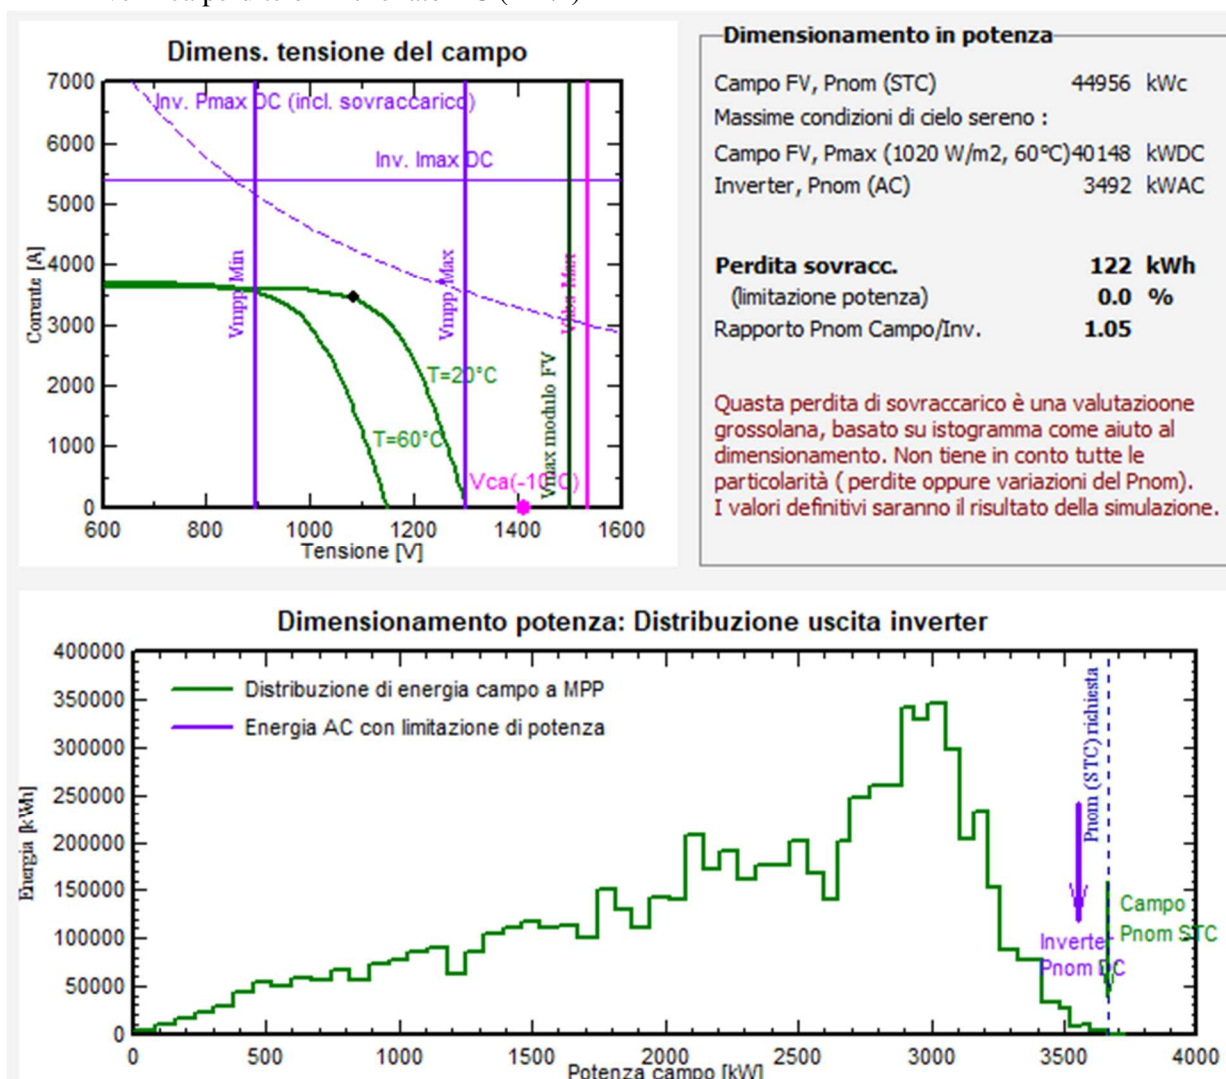 Dimens. tensione del campo
7000
6000
5000
4000
3000
2000
1000
0
Corrente [A]
Inv. Pmax DC (incl. sovraccarico)
Inv. Imax DC
Vmpp Min
Vmpp Max
Vmax modulo FV
Vabs Max
T=20°C
T=60°C
Vca(-10°C)
600
800
1000
1200
1400
1600
Tensione [V]
Dimensionamento in potenza
Campo FV, Pnom (STC) 44956 kWc
Massime condizioni di cielo sereno :
Campo FV, Pmax (1020 W/m2, 60°C)40148 kWDC
Inverter, Pnom (AC) 3492 kWAC
Perdita sovracc. 122 kWh
(limitazione potenza) 0.0 %
Rapporto Pnom Campo/Inv. 1.05
Quasta perdita di sovraccarico è una valutazioone
grossolana, basato su istogramma come aiuto al
dimensionamento. Non tiene in conto tutte le
particolarità ( perdite oppure variazioni del Pnom).
I valori definitivi saranno il risultato della simulazione.
Dimensionamento potenza: Distribuzione uscita inverter
400000
350000
300000
250000
200000
150000
100000
50000
0
Energia [kWh]
Distribuzione di energia campo a MPP
Energia AC con limitazione di potenza
Pnom (STC) richiesta
Campo
Pnom STC
Inverter
Pnom DC
0
500
1000
1500
2000
2500
3000
3500
4000
Potenza campo [kW]